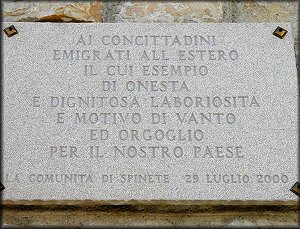 AI CONCITTADINI
EMIGRATI ALL'ESTERO
IL CUI ESEMPIO
DI ONESTA
E DIGNITOSA LABORIOSITÀ
E MOTIVO DI VANTO
ED ORGOGLIO
PER IL NOSTRO PAESE
LA COMUNITÀ DI SPINETE 29 LUGLIO 2000